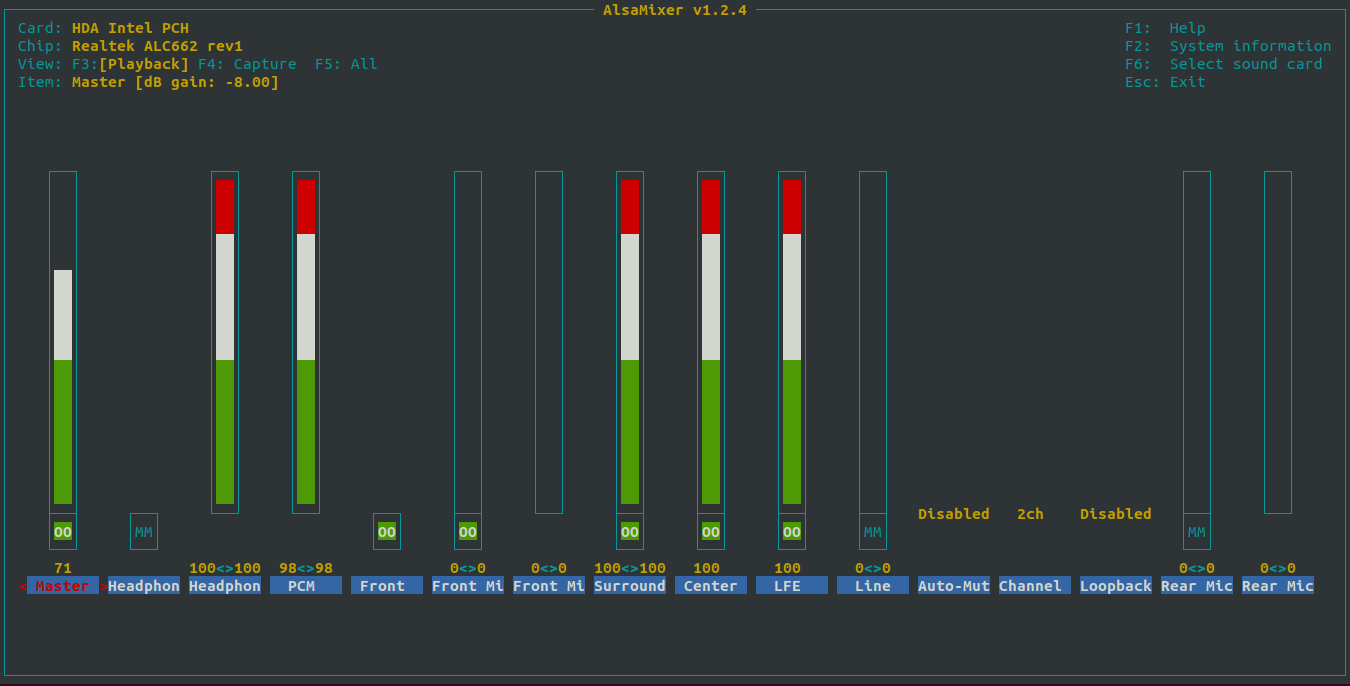 AlsaMixer v1.2.4
Card: HDA Intel PCH F1: Help
Chip: Realtek ALC662 rev1 F2: System information
View: F3:[Playback] F4: Capture F5: All F6: Select sound card
Item: Master [dB gain: -8.00] Esc: Exit
Disabled 2ch Disabled
OO MM OO OO OO OO OO MM MM
71 100<>100 98<>98 0<>0 0<>0 100<>100 100 100 0<>0 0<>0 0<>0
< Master > Headphon Headphon PCM Front Front Mi Front Mi Surround Center LFE Line Auto-Mut Channel Loopback Rear Mic Rear Mic